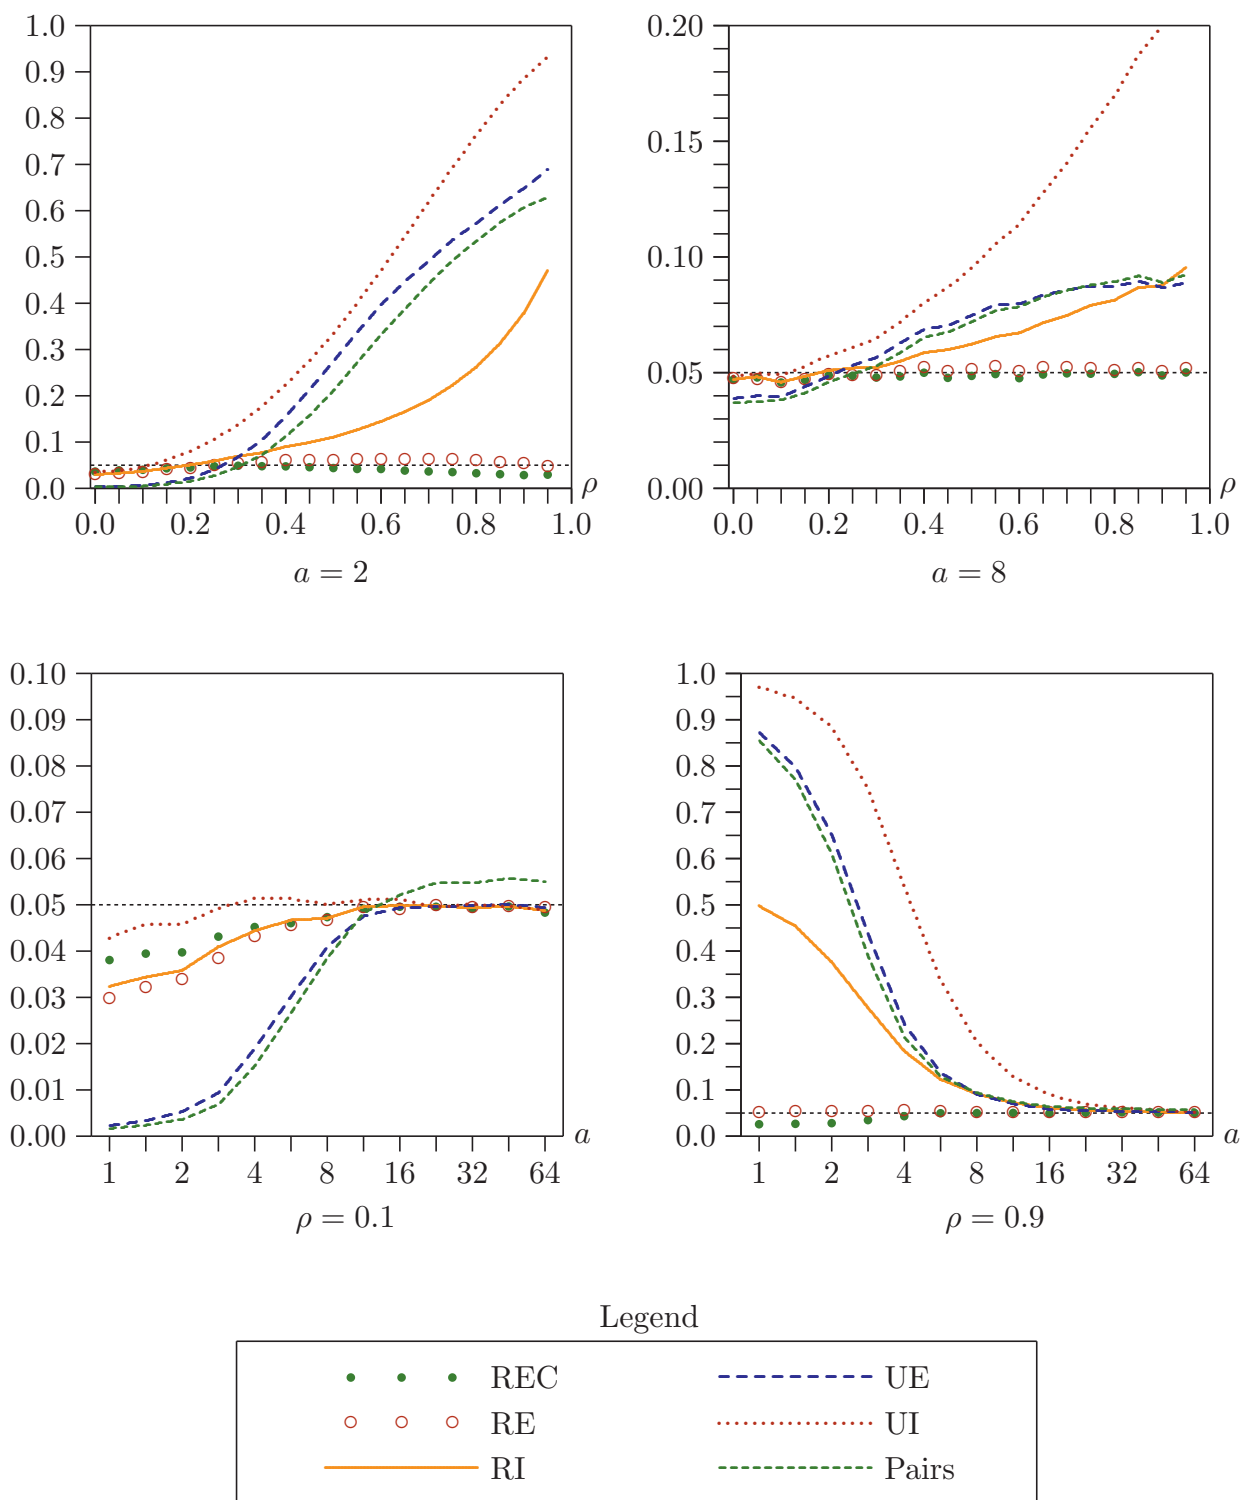 1.0
0.9
0.8
0.7
0.6
0.5
0.4
0.3
0.2
0.1
0.0
0.0 0.2 0.4 0.6 0.8 1.0
ρ
a = 2
0.20
0.15
0.10
0.05
0.00
0.0 0.2 0.4 0.6 0.8 1.0
ρ
a = 8
0.10
0.09
0.08
0.07
0.06
0.05
0.04
0.03
0.02
0.01
0.00
1 2 4 8 16 32 64
a
ρ = 0.1
1.0
0.9
0.8
0.7
0.6
0.5
0.4
0.3
0.2
0.1
0.0
1 2 4 8 16 32 64
a
ρ = 0.9
Legend
REC
RE
RI
UE
UI
Pairs